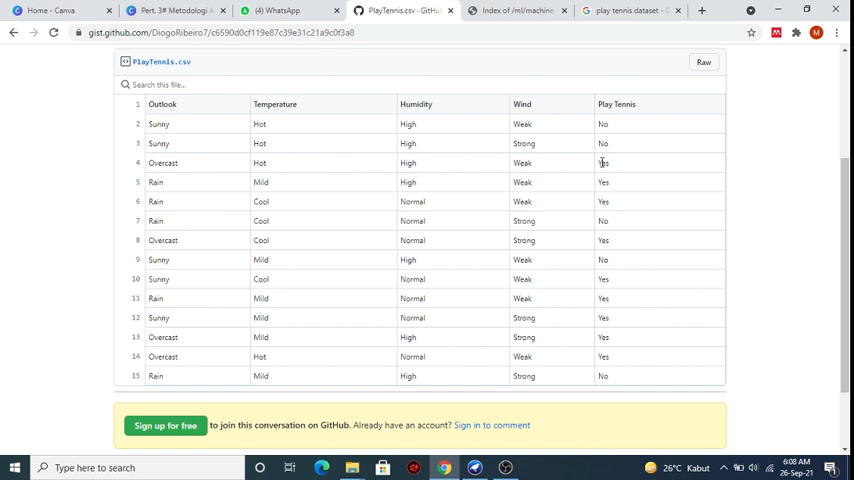 Home - Canva
Pert. 3# Metodologi A
(4) WhatsApp
PlayTennis.csv · GitHu
Index of /ml/machine-
play tennis dataset - G
gist.github.com/DiogoRibeiro7/c6590d0cf119e87c39e31c21a9c0f3a8
M
PlayTennis.csv
Raw
Search this file...
1 Outlook Temperature Humidity Wind Play Tennis
2 Sunny Hot High Weak No
3 Sunny Hot High Strong No
4 Overcast Hot High Weak Yes
5 Rain Mild High Weak Yes
6 Rain Cool Normal Weak Yes
7 Rain Cool Normal Strong No
8 Overcast Cool Normal Strong Yes
9 Sunny Mild High Weak No
10 Sunny Cool Normal Weak Yes
11 Rain Mild Normal Weak Yes
12 Sunny Mild Normal Strong Yes
13 Overcast Mild High Strong Yes
14 Overcast Hot Normal Weak Yes
15 Rain Mild High Strong No
Sign up for free to join this conversation on GitHub. Already have an account? Sign in to comment
Type here to search
26°C Kabut
6:08 AM
26-Sep-21
1